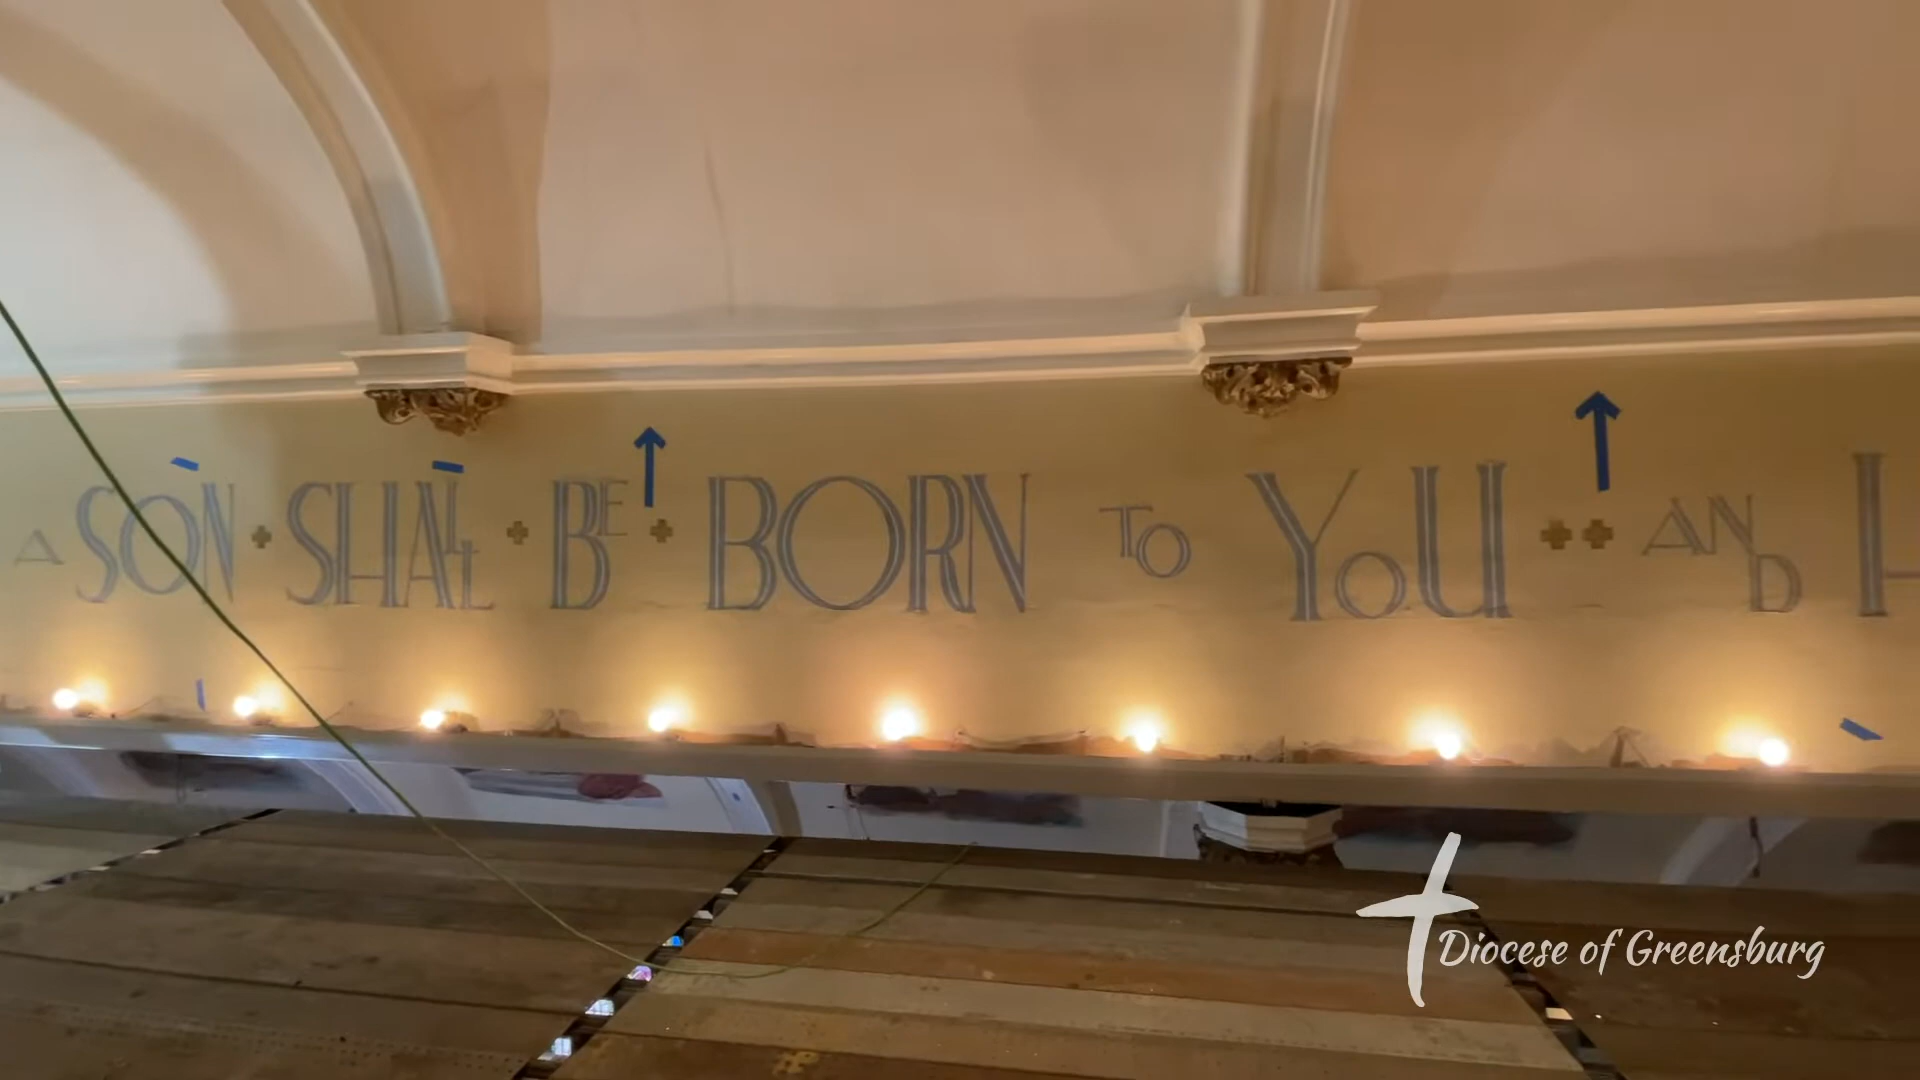 A SON + SHALL + BE + BORN TO YOU ++ AND H
Diocese of Greensburg